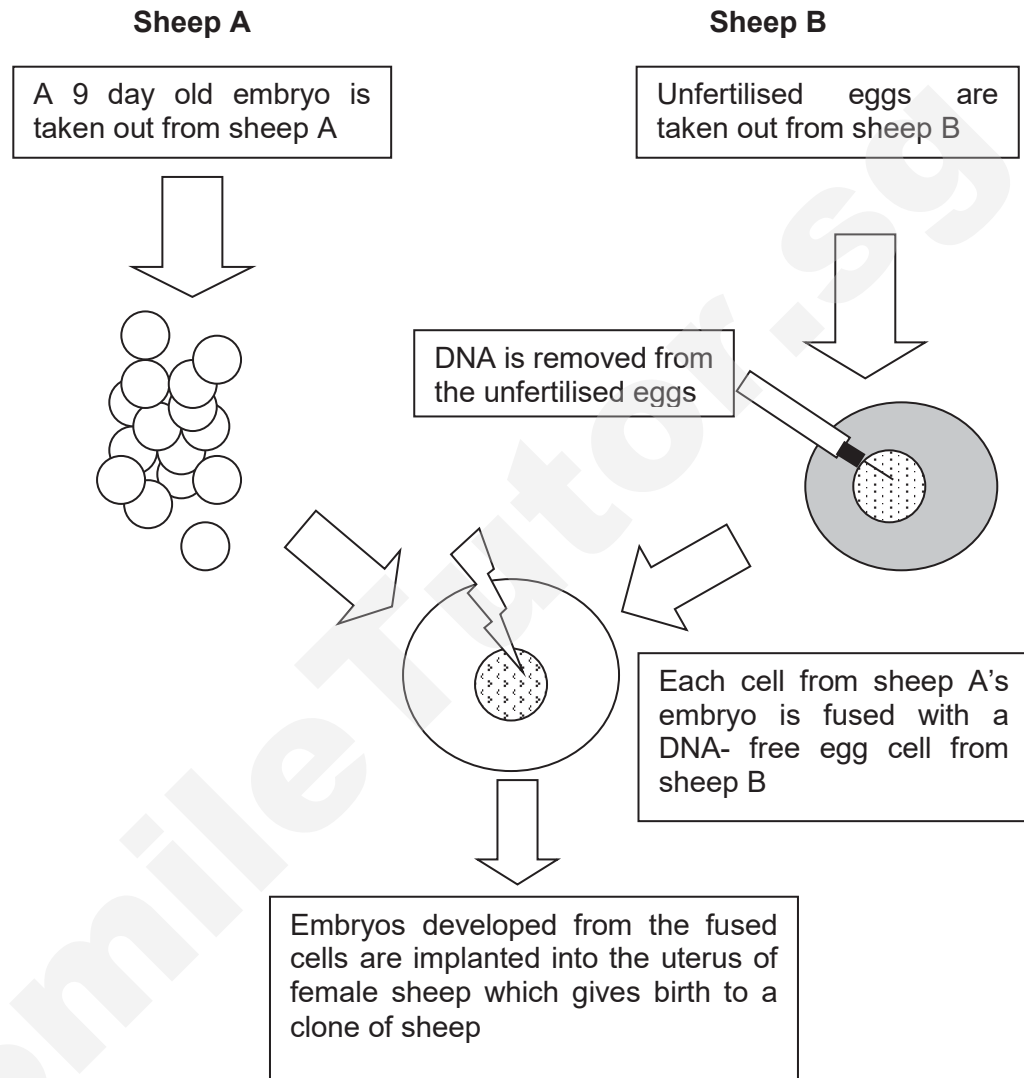 Sheep A
Sheep B
A 9 day old embryo is
taken out from sheep A
Unfertilised eggs are
taken out from sheep B
DNA is removed from
the unfertilised eggs
Each cell from sheep A's
embryo is fused with a
DNA- free egg cell from
sheep B
Embryos developed from the fused
cells are implanted into the uterus of
female sheep which gives birth to a
clone of sheep
mileTutor.sg